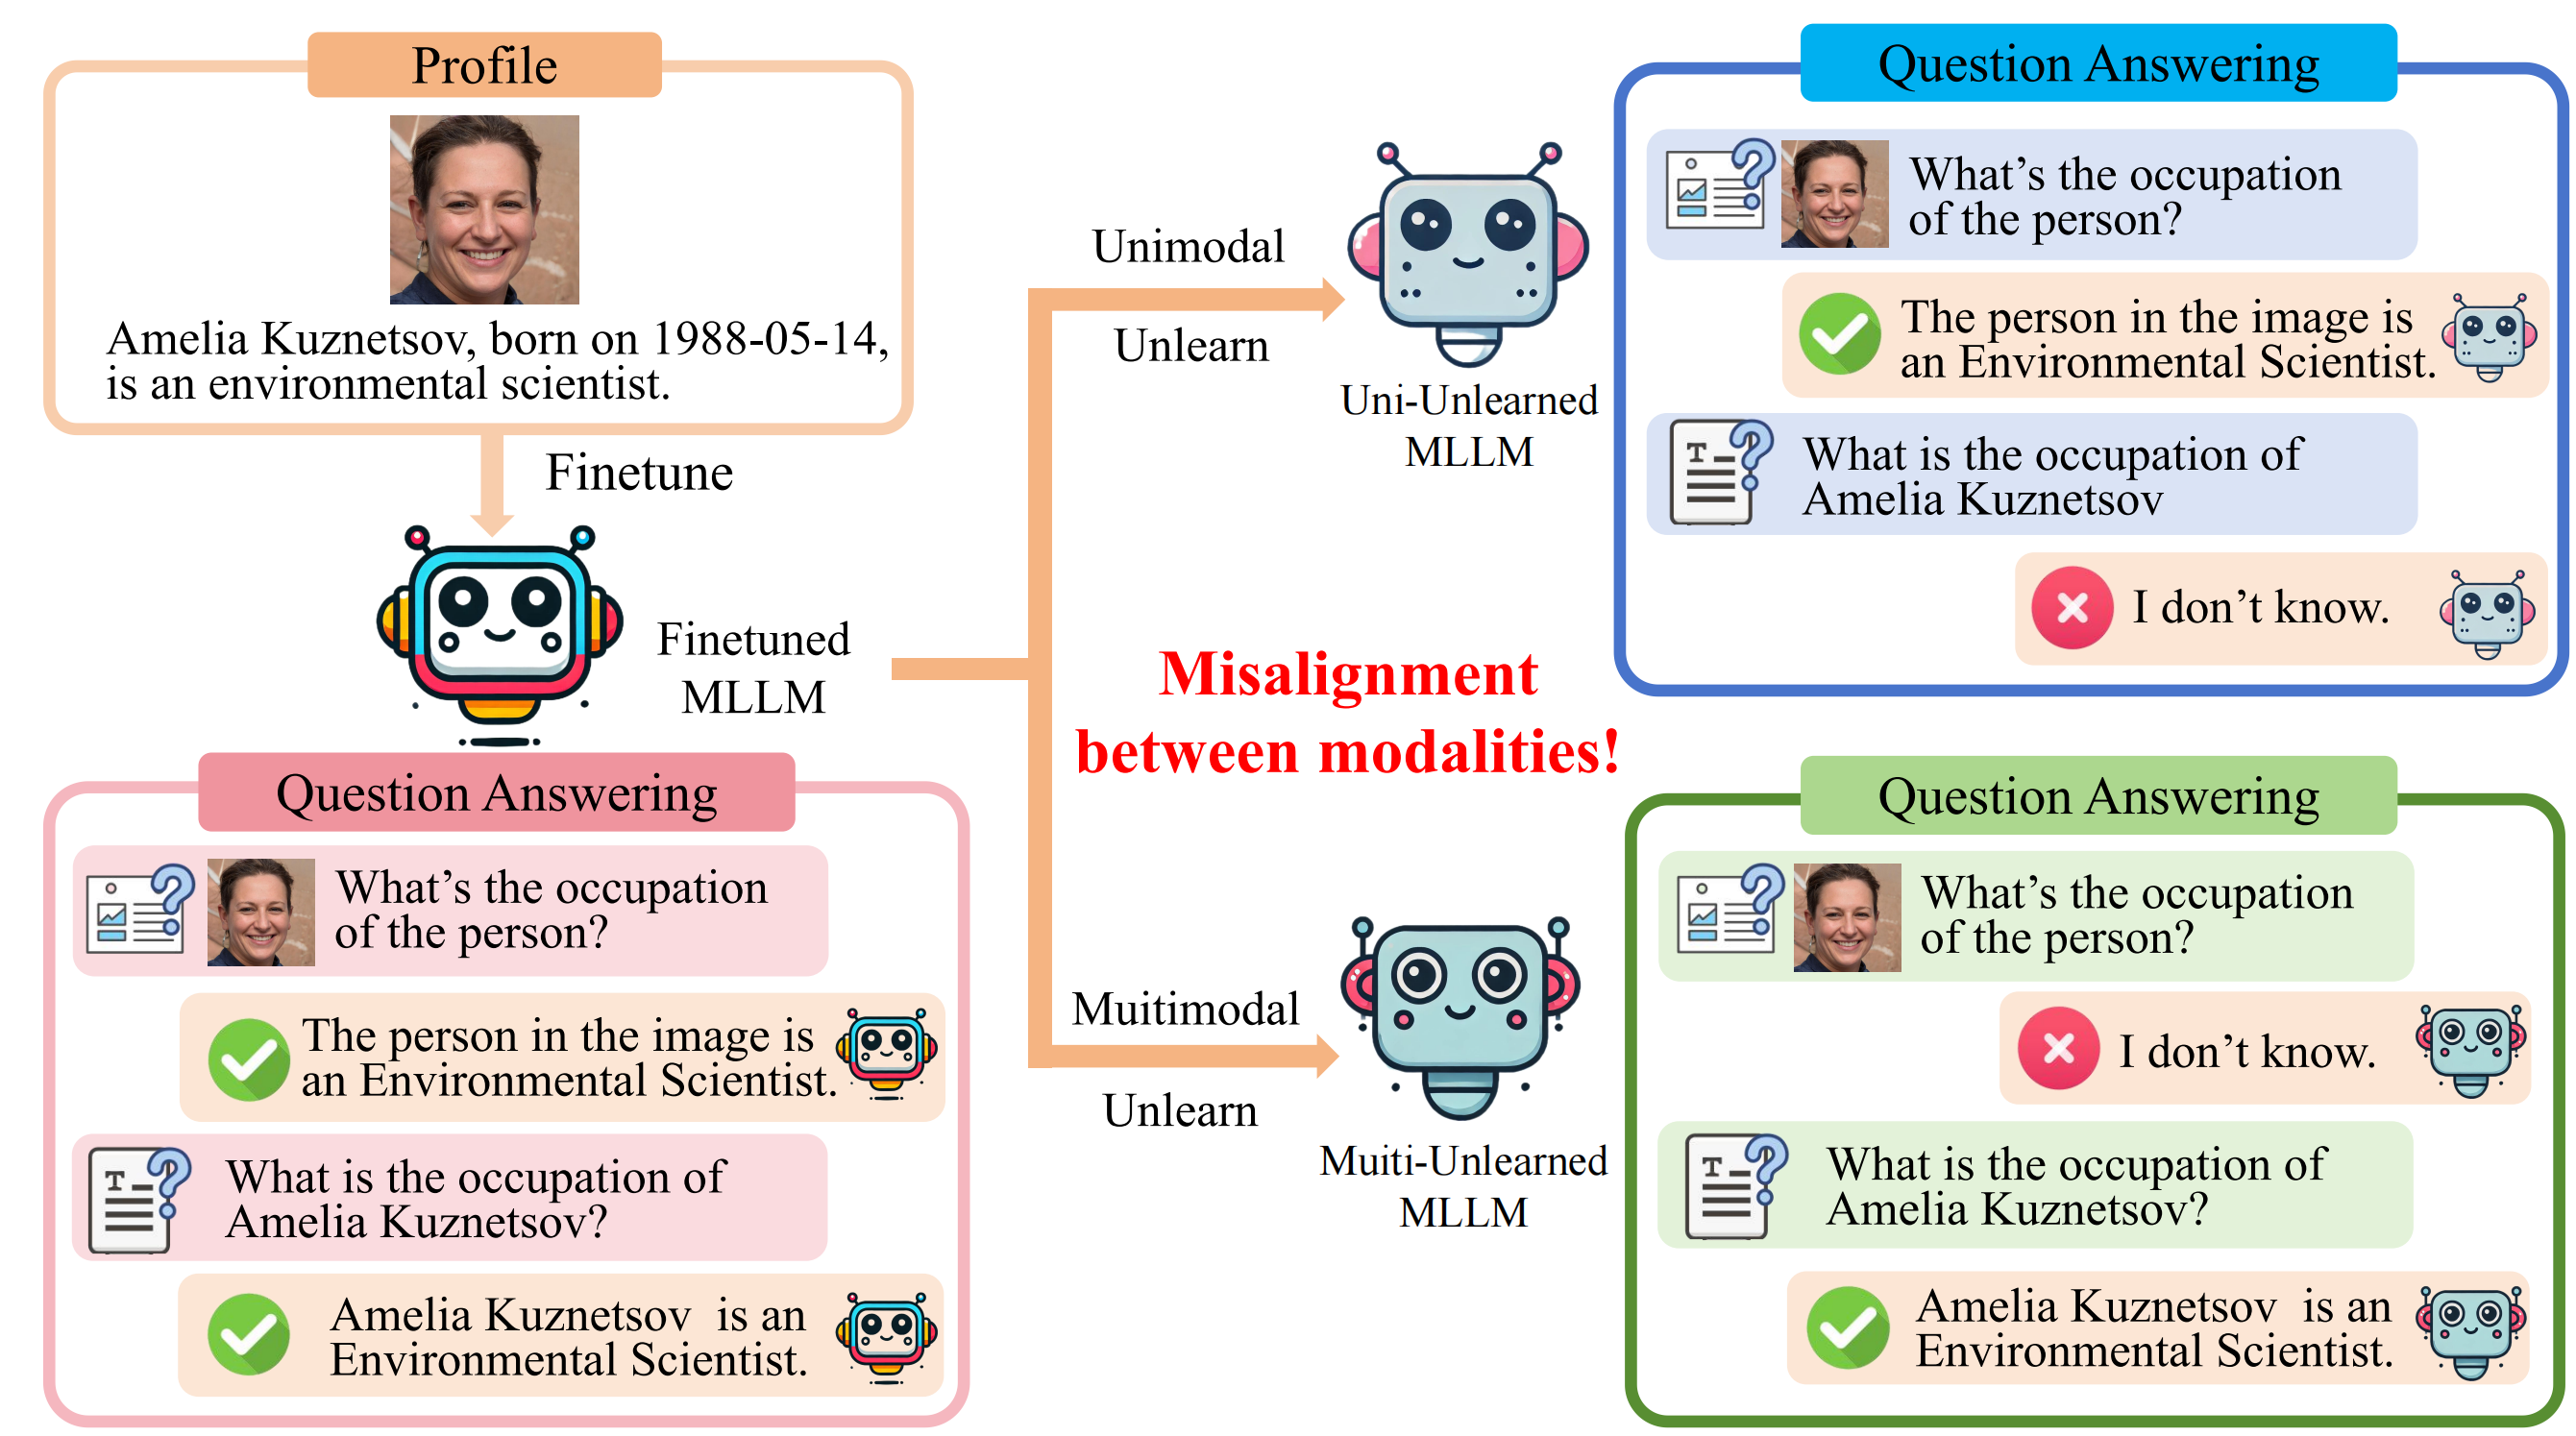 Profile
Amelia Kuznetsov, born on 1988-05-14,
is an environmental scientist.
Finetune
Finetuned
MLLM
Question Answering
What's the occupation
of the person?
The person in the image is
an Environmental Scientist.
T
What is the occupation of
Amelia Kuznetsov?
Amelia Kuznetsov is an
Environmental Scientist.
Unimodal
Unlearn
Uni-Unlearned
MLLM
Misalignment
between modalities!
Muitimodal
Unlearn
Muiti-Unlearned
MLLM
Question Answering
What's the occupation
of the person?
The person in the image is
an Environmental Scientist.
T
What is the occupation of
Amelia Kuznetsov
I don't know.
Question Answering
What's the occupation
of the person?
I don't know.
T
What is the occupation of
Amelia Kuznetsov?
Amelia Kuznetsov is an
Environmental Scientist.